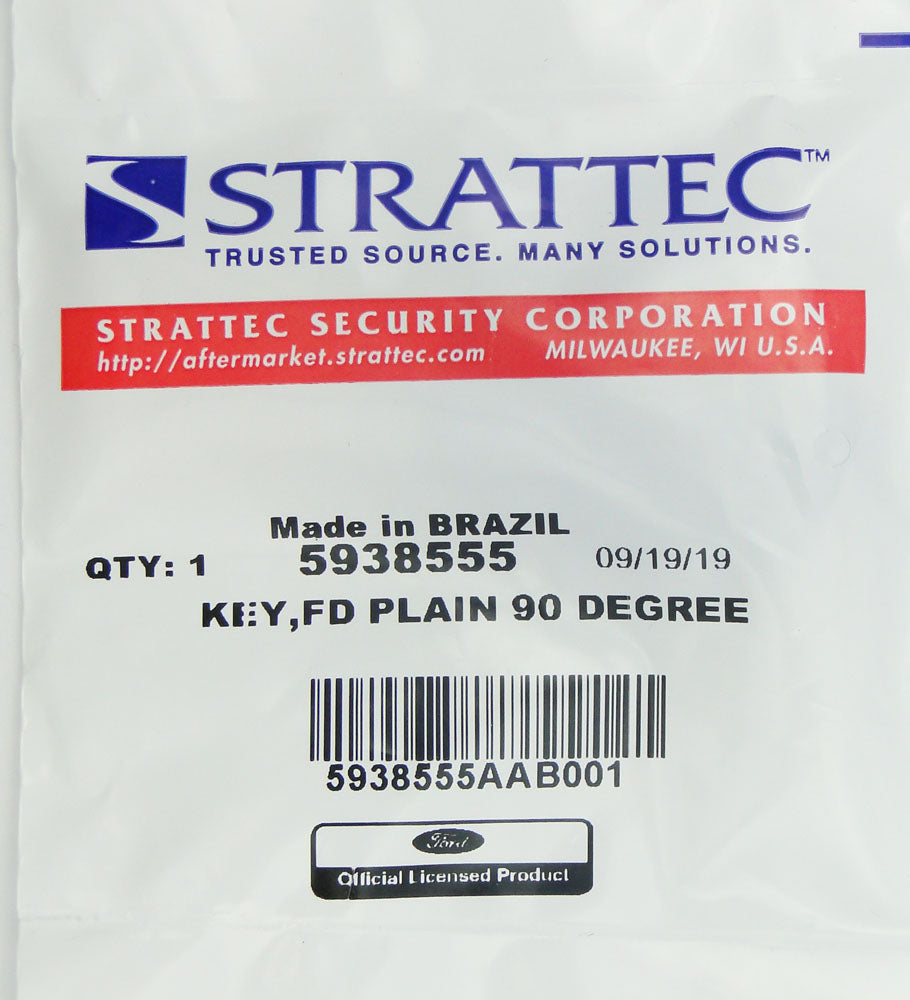 STRATTEC™
TRUSTED SOURCE. MANY SOLUTIONS.
STRATTEC SECURITY CORPORATION
http://aftermarket.strattec.com MILWAUKEE, WI U.S.A.
Made in BRAZIL
QTY: 1 5938555 09/19/19
KEY,FD PLAIN 90 DEGREE
5938555AAB001
Ford
Official Licensed Product